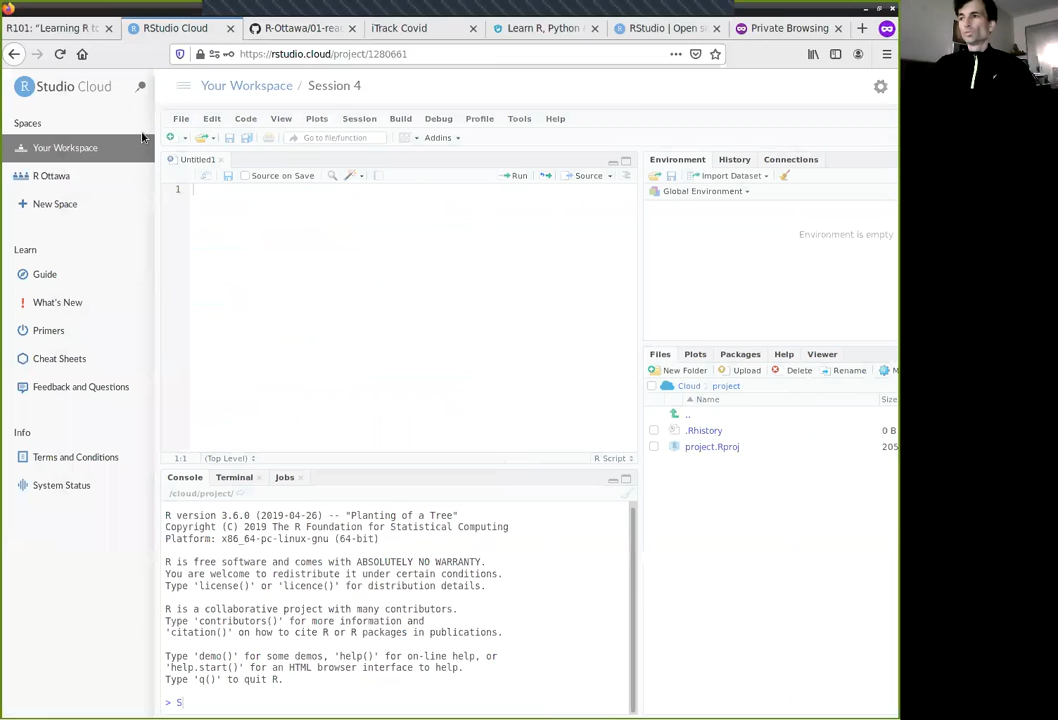 R101: "Learning R to
RStudio Cloud
R-Ottawa/01-rea
iTrack Covid
Learn R, Python
RStudio | Open s
Private Browsing
https://rstudio.cloud/project/1280661
Studio Cloud
Your Workspace / Session 4
Spaces
Your Workspace
R Ottawa
New Space
Learn
Guide
What's New
Primers
Cheat Sheets
Feedback and Questions
Info
Terms and Conditions
System Status
File Edit Code View Plots Session Build Debug Profile Tools Help
Go to file/function
Addins
Untitled1
Source on Save
Run
Source
1
1:1
(Top Level)
R Script
Console Terminal Jobs
/cloud/project/
R version 3.6.0 (2019-04-26) -- "Planting of a Tree"
Copyright (C) 2019 The R Foundation for Statistical Computing
Platform: x86_64-pc-linux-gnu (64-bit)
R is free software and comes with ABSOLUTELY NO WARRANTY.
You are welcome to redistribute it under certain conditions.
Type 'license()' or 'licence()' for distribution details.
R is a collaborative project with many contributors.
Type 'contributors()' for more information and
'citation()' on how to cite R or R packages in publications.
Type 'demo()' for some demos, 'help()' for on-line help, or
'help.start()' for an HTML browser interface to help.
Type 'q()' to quit R.
> S
Environment History Connections
Import Dataset
Global Environment
Environment is empty
Files Plots Packages Help Viewer
New Folder Upload Delete Rename M
Cloud project
Name Size
..
.Rhistory 0 B
project.Rproj 205